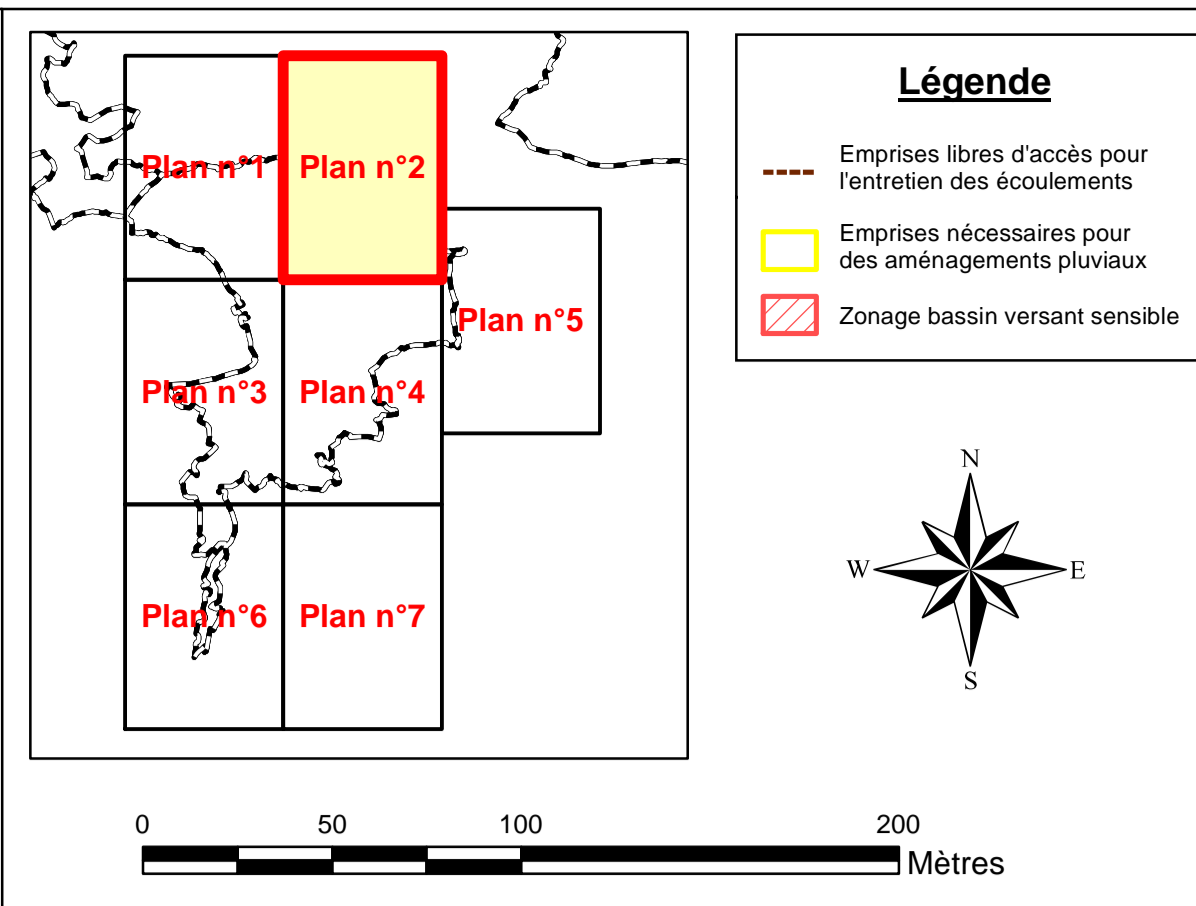 Plan n°1
Plan n°2
Plan n°5
Plan n°3
Plan n°4
Plan n°6
Plan n°7
Légende
Emprises libres d'accès pour
l'entretien des écoulements
Emprises nécessaires pour
des aménagements pluviaux
Zonage bassin versant sensible
N
W
E
S
0 50 100 200
Mètres